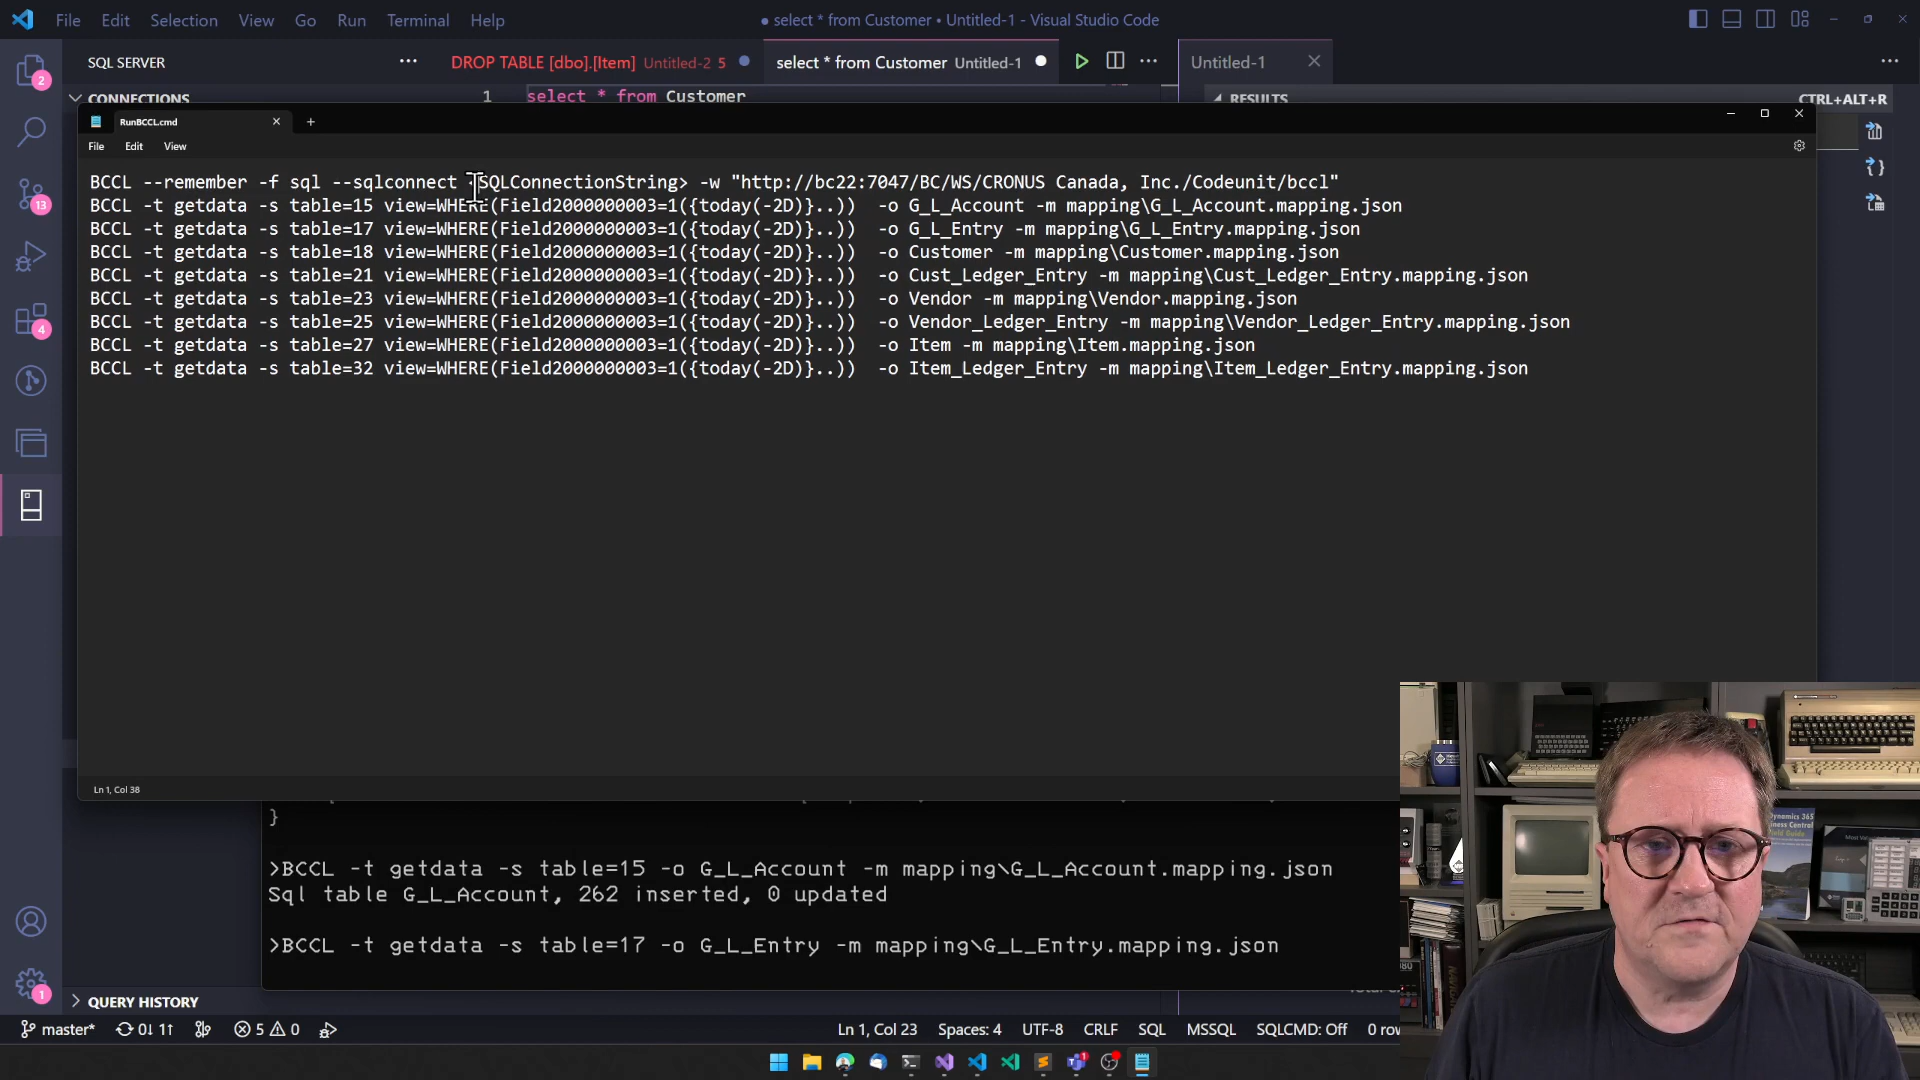 File Edit Selection View Go Run Terminal Help
● select * from Customer • Untitled-1 - Visual Studio Code
SQL SERVER
DROP TABLE [dbo].[Item] Untitled-2 5
select * from Customer Untitled-1
Untitled-1
CONNECTIONS
1 select * from Customer
RESULTS
CTRL+ALT+R
RunBCCL.cmd
File Edit View
BCCL --remember -f sql --sqlconnect <SQLConnectionString> -w "http://bc22:7047/BC/WS/CRONUS Canada, Inc./Codeunit/bccl"
BCCL -t getdata -s table=15 view=WHERE(Field2000000003=1({today(-2D)}..)) -o G_L_Account -m mapping\G_L_Account.mapping.json
BCCL -t getdata -s table=17 view=WHERE(Field2000000003=1({today(-2D)}..)) -o G_L_Entry -m mapping\G_L_Entry.mapping.json
BCCL -t getdata -s table=18 view=WHERE(Field2000000003=1({today(-2D)}..)) -o Customer -m mapping\Customer.mapping.json
BCCL -t getdata -s table=21 view=WHERE(Field2000000003=1({today(-2D)}..)) -o Cust_Ledger_Entry -m mapping\Cust_Ledger_Entry.mapping.json
BCCL -t getdata -s table=23 view=WHERE(Field2000000003=1({today(-2D)}..)) -o Vendor -m mapping\Vendor.mapping.json
BCCL -t getdata -s table=25 view=WHERE(Field2000000003=1({today(-2D)}..)) -o Vendor_Ledger_Entry -m mapping\Vendor_Ledger_Entry.mapping.json
BCCL -t getdata -s table=27 view=WHERE(Field2000000003=1({today(-2D)}..)) -o Item -m mapping\Item.mapping.json
BCCL -t getdata -s table=32 view=WHERE(Field2000000003=1({today(-2D)}..)) -o Item_Ledger_Entry -m mapping\Item_Ledger_Entry.mapping.json
2
13
4
1
Ln 1, Col 38
}
>BCCL -t getdata -s table=15 -o G_L_Account -m mapping\G_L_Account.mapping.json
Sql table G_L_Account, 262 inserted, 0 updated
>BCCL -t getdata -s table=17 -o G_L_Entry -m mapping\G_L_Entry.mapping.json
Dynamics 365
QUERY HISTORY
master* 0↓ 1↑ 5 0
Ln 1, Col 23 Spaces: 4 UTF-8 CRLF SQL MSSQL SQLCMD: Off 0
1